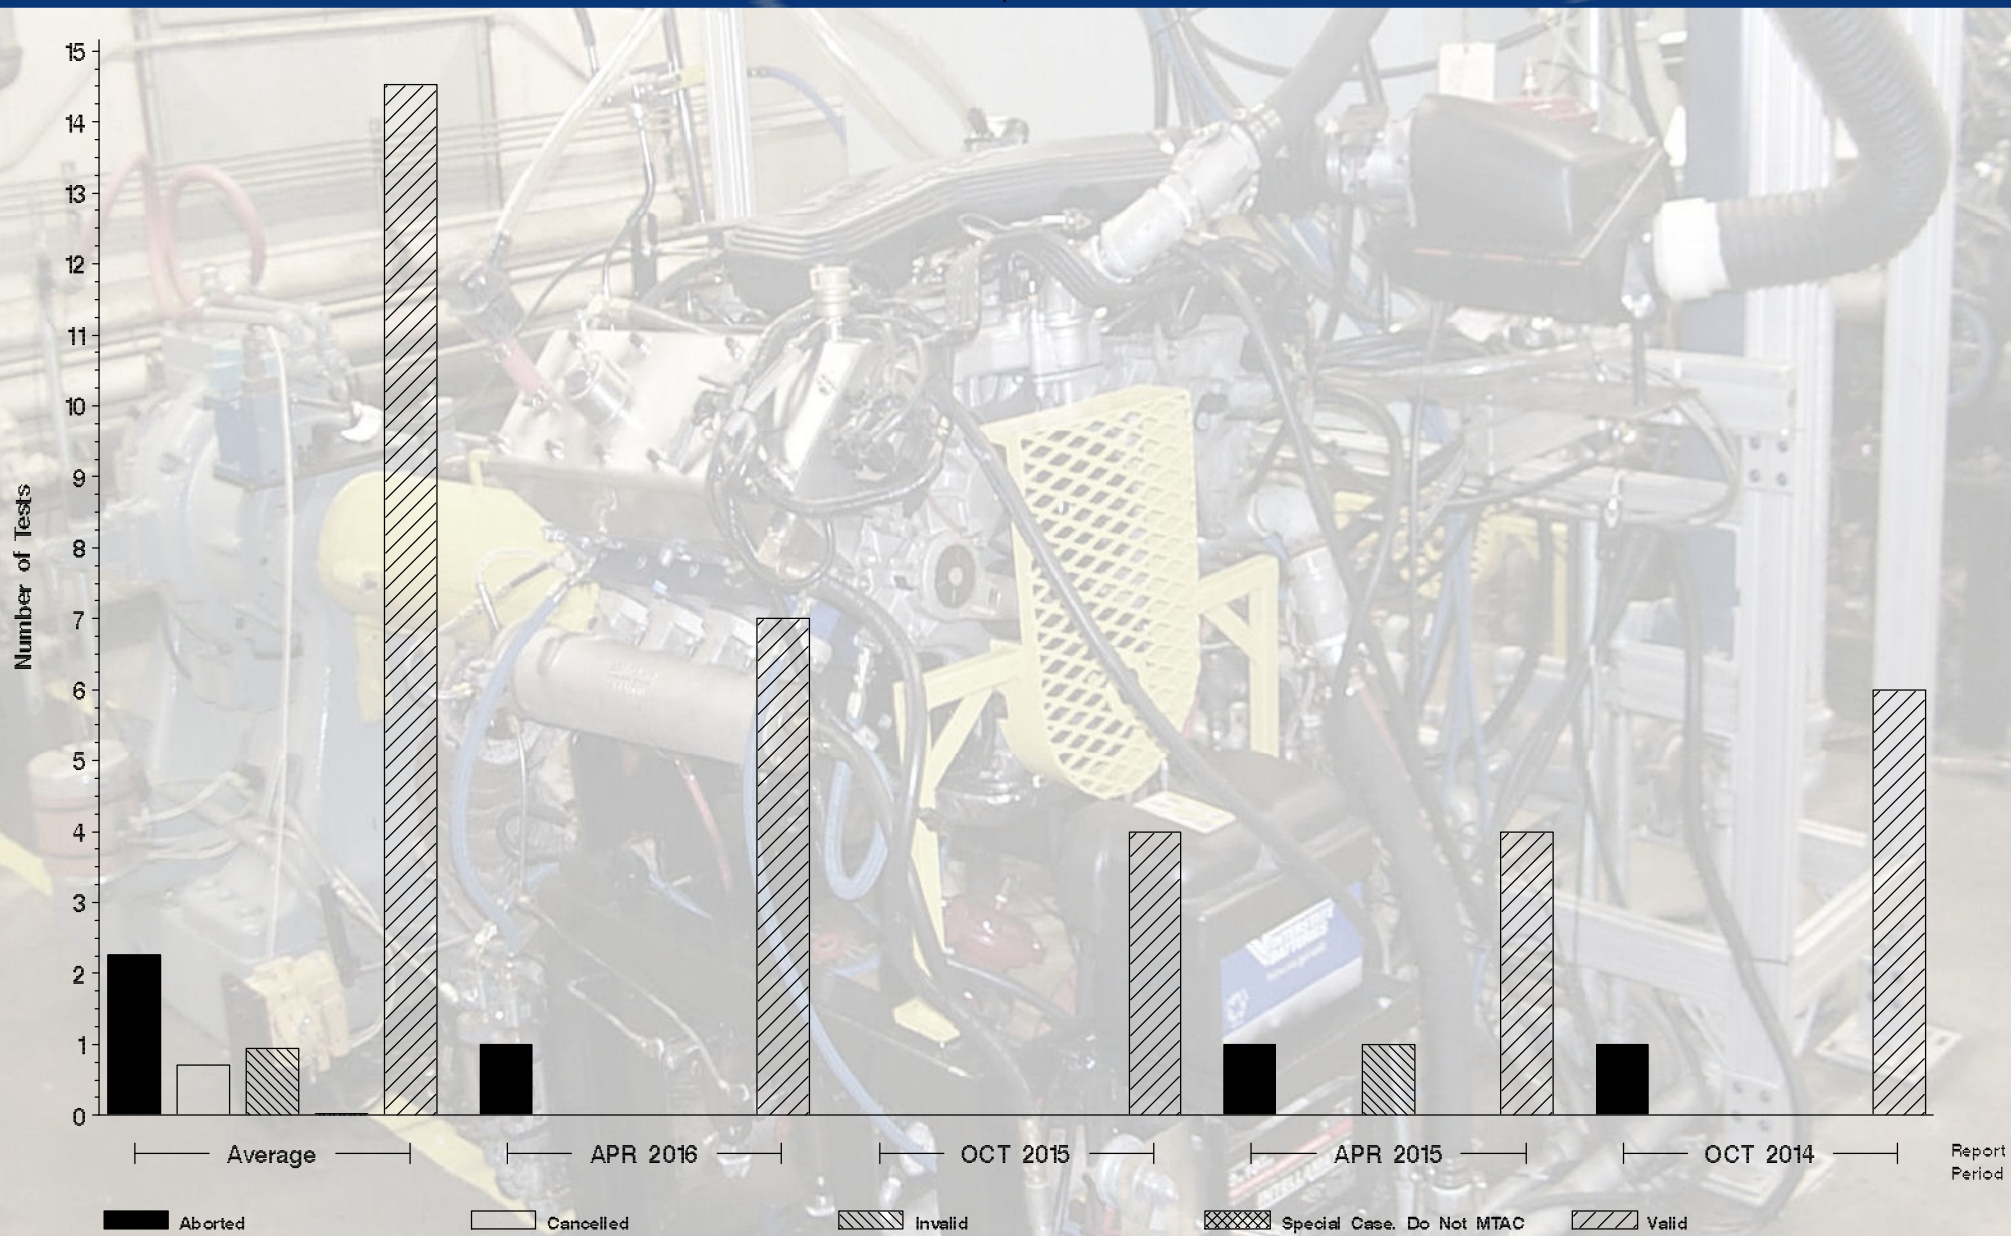 15
14
13
12
11
10
9
8
7
6
5
4
3
2
1
0
Number of Tests
Average
APR 2016
OCT 2015
APR 2015
OCT 2014
Report
Period
Aborted
Cancelled
Invalid
Special Case. Do Not MTAC
Valid
INTERSTATE
BATTERIES